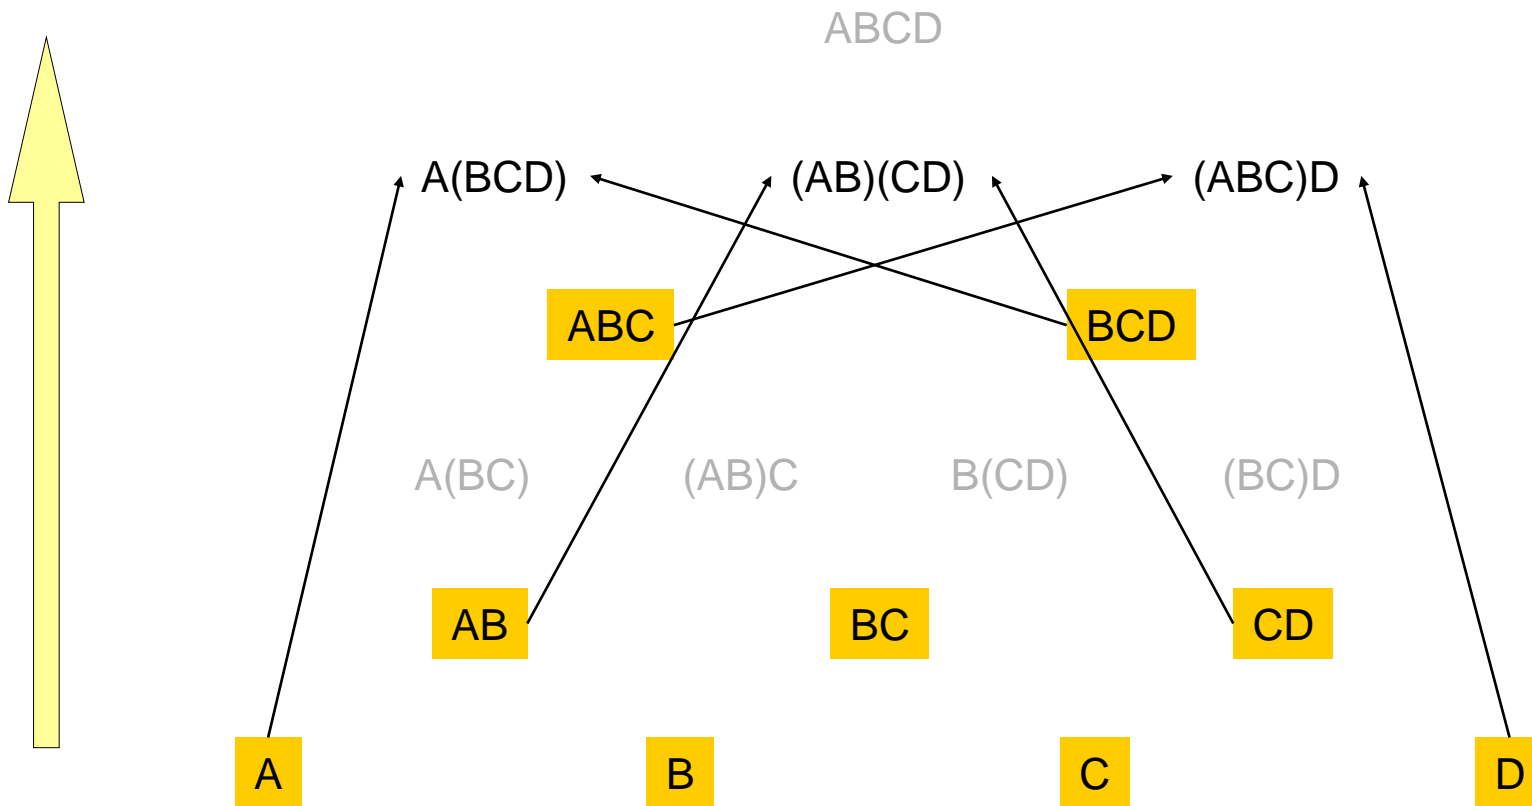 ABCD
A(BCD) (AB)(CD) (ABC)D
ABC BCD
A(BC) (AB)C B(CD) (BC)D
AB BC CD
A B C D